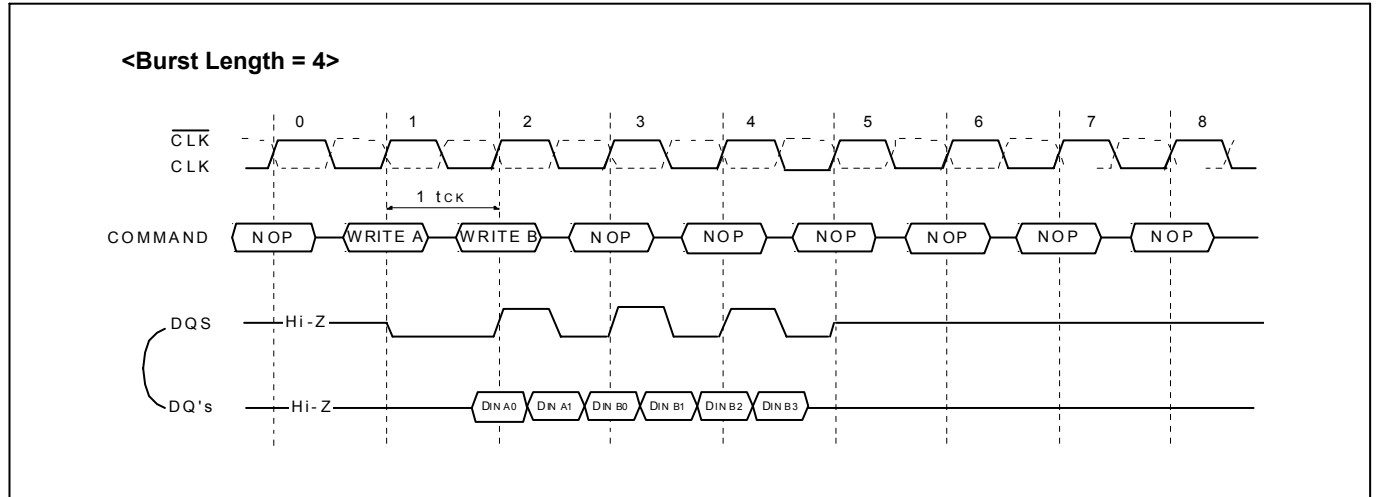 <Burst Length = 4>
0 1 2 3 4 5 6 7 8
CLK
CLK
1 tCK
COMMAND NOP WRITE A WRITE B NOP NOP NOP NOP NOP NOP
DQS Hi-Z
DQ's Hi-Z DIN A0 DIN A1 DIN B0 DIN B1 DIN B2 DIN B3